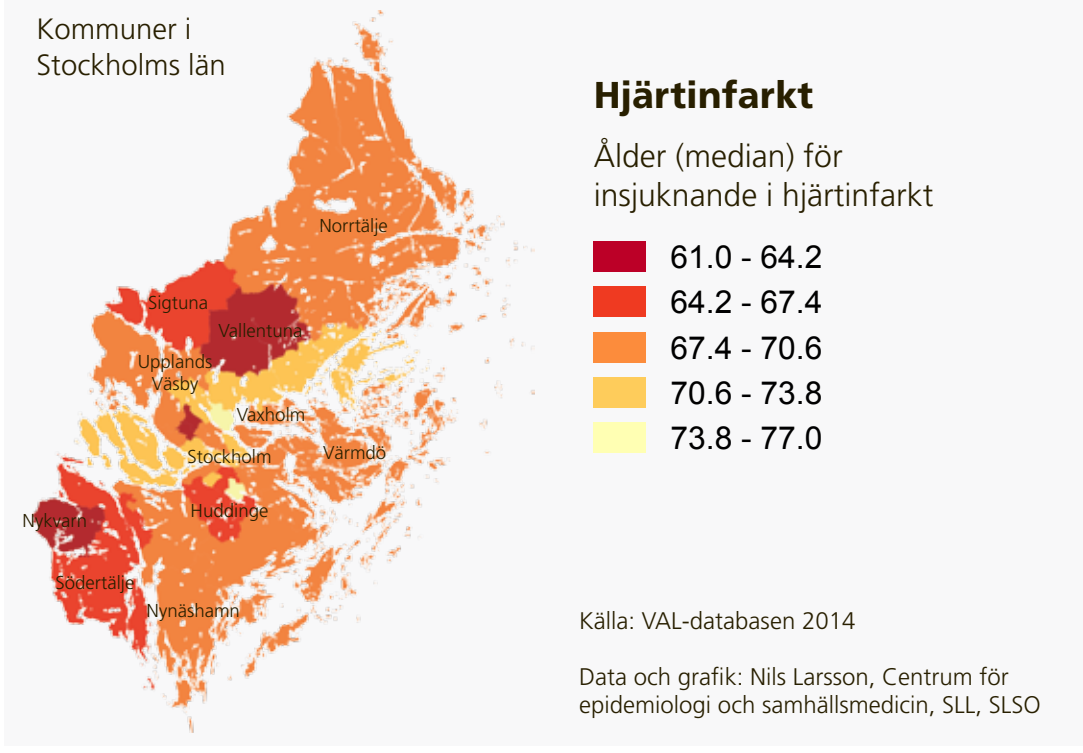 Kommuner i
Stockholms län
Hjärtinfarkt
Ålder (median) för
insjuknande i hjärtinfarkt
61.0 - 64.2
64.2 - 67.4
67.4 - 70.6
70.6 - 73.8
73.8 - 77.0
Norrtälje
Sigtuna
Vallentuna
Upplands
Väsby
Vaxholm
Stockholm
Värmdö
Nykvarn
Huddinge
Södertälje
Nynäshamn
Källa: VAL-databasen 2014
Data och grafik: Nils Larsson, Centrum för
epidemiologi och samhällsmedicin, SLL, SLSO